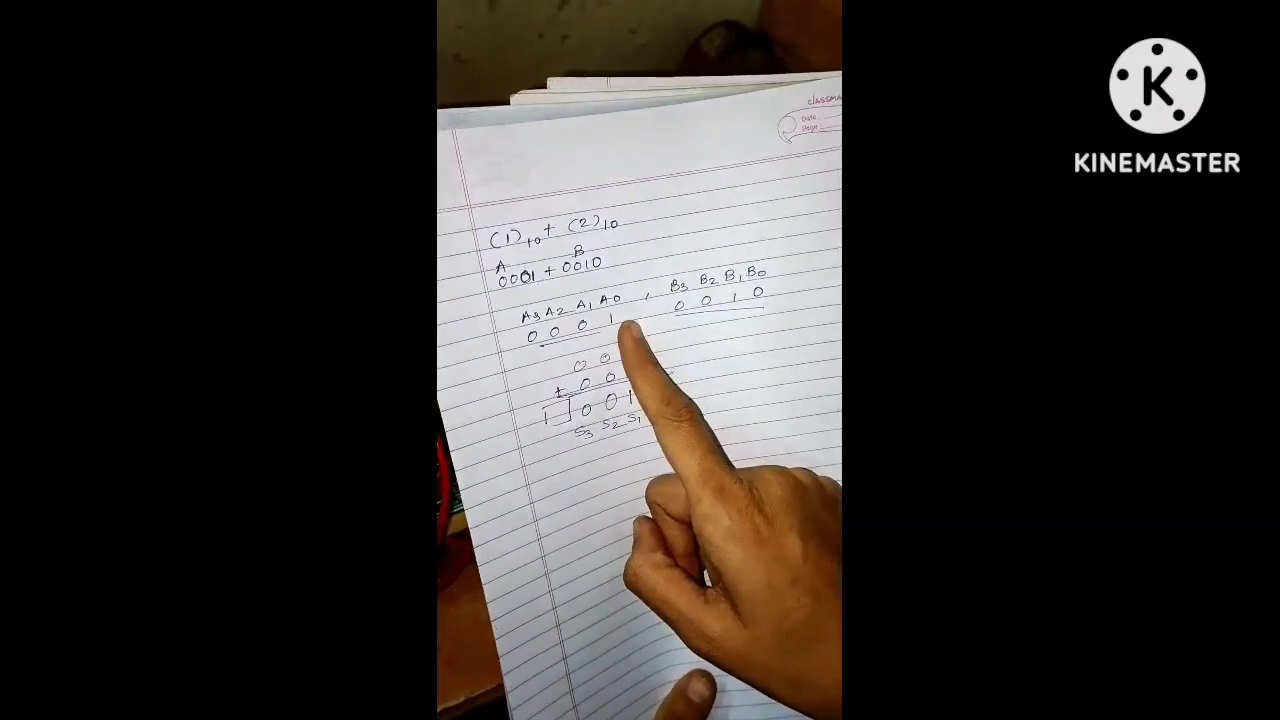 classma
Date
Page
(1)10 + (2)10
A B
0001 + 0010
A3 A2 A1 A0 , B3 B2 B1 B0
0 0 0 1 0 0 1 0
0 0
+ 0 0
0 0 1
S3 S2 S1
K
KINEMASTER